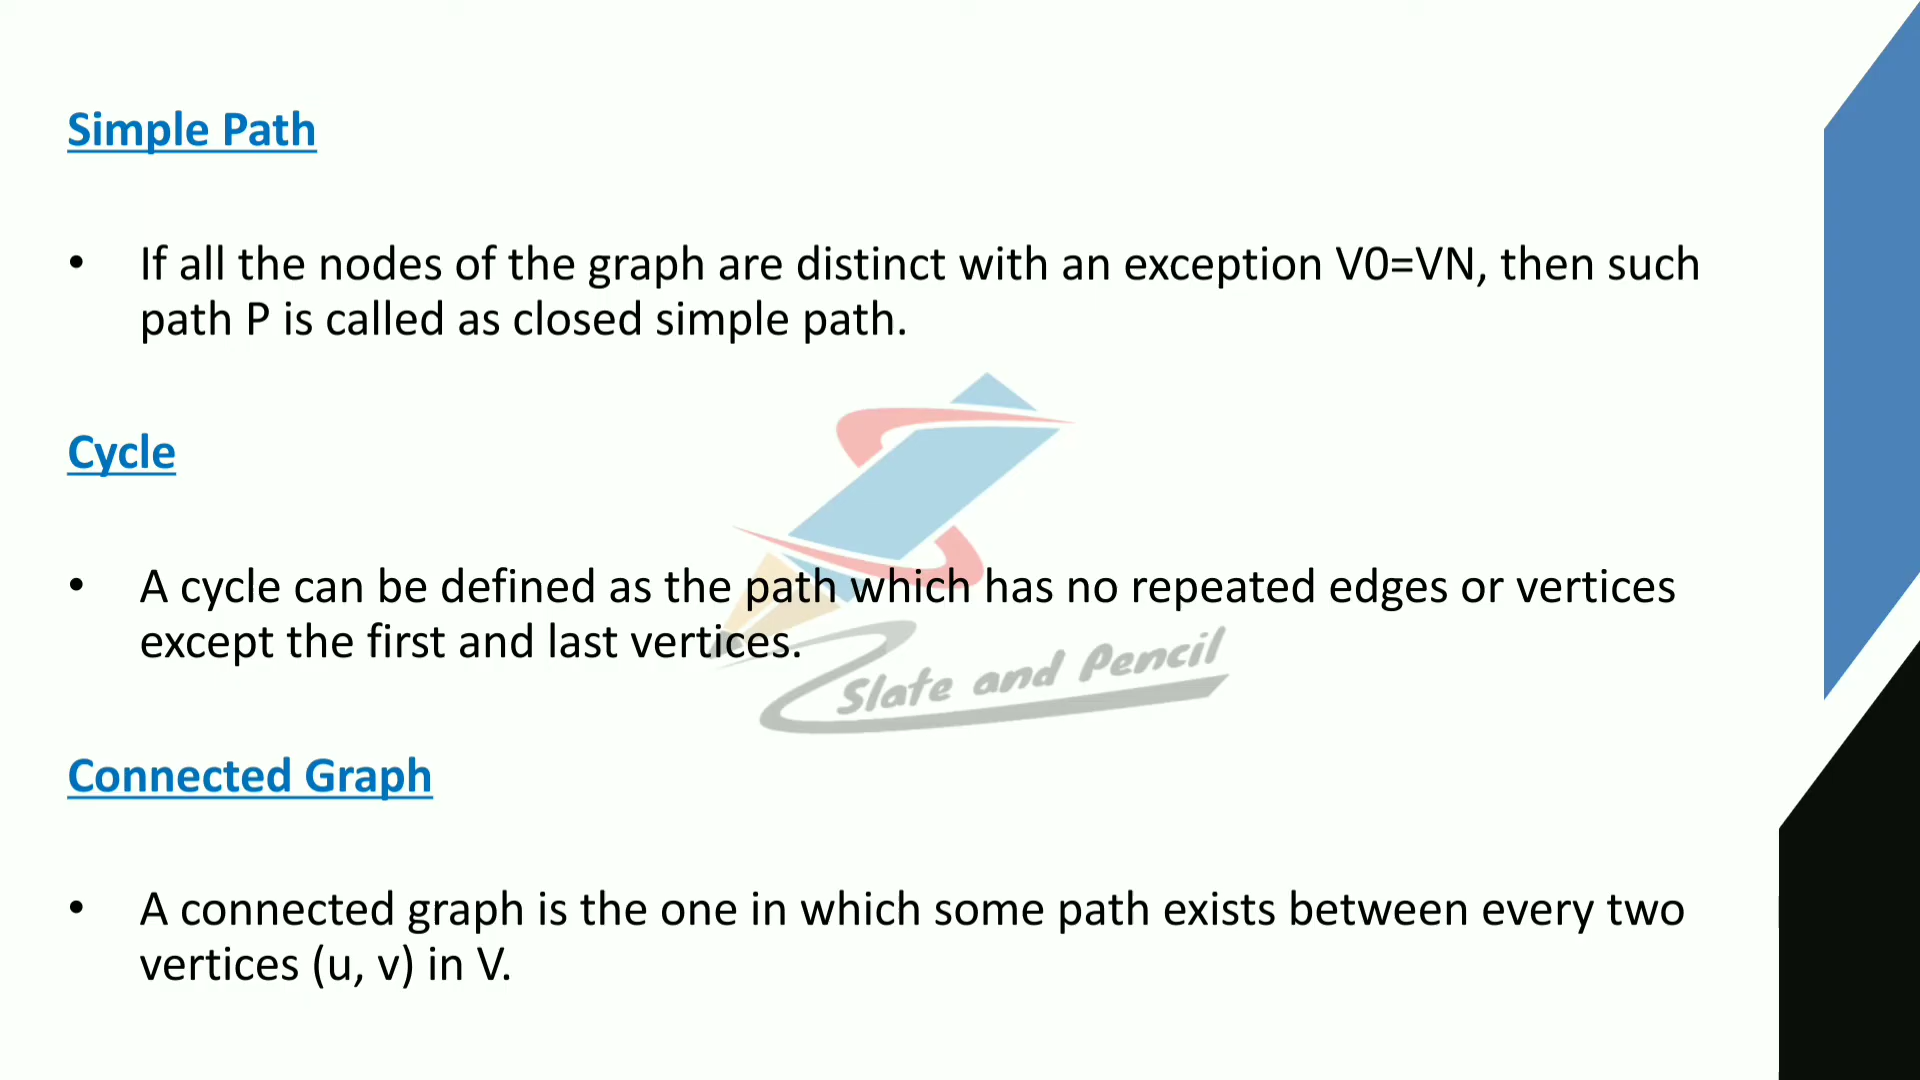 Simple Path
• If all the nodes of the graph are distinct with an exception V0=VN, then such
path P is called as closed simple path.
Cycle
• A cycle can be defined as the path which has no repeated edges or vertices
except the first and last vertices.
Slate and Pencil
Connected Graph
• A connected graph is the one in which some path exists between every two
vertices (u, v) in V.